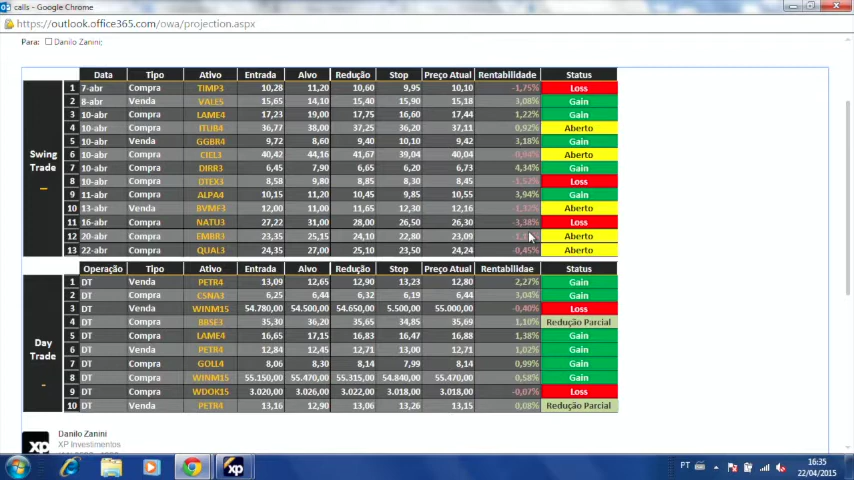 calls - Google Chrome
https://outlook.office365.com/owa/projection.aspx
Para: Danilo Zanini;
Data Tipo Ativo Entrada Alvo Redução Stop Preço Atual Rentabilidade Status
Swing Trade
1 7-abr Compra TIMP3 10,28 11,20 10,60 9,95 10,10 -1,75% Loss
2 8-abr Venda VALE5 15,65 14,10 15,40 15,90 15,18 3,08% Gain
3 10-abr Compra LAME4 17,23 19,00 17,75 16,60 17,44 1,22% Gain
4 10-abr Compra ITUB4 36,77 38,00 37,25 36,20 37,11 0,92% Aberto
5 10-abr Venda GGBR4 9,72 8,60 9,40 10,10 9,42 3,18% Gain
6 10-abr Compra CIEL3 40,42 44,16 41,67 39,04 40,04 -0,94% Aberto
7 10-abr Compra DIRR3 6,45 7,90 6,65 6,20 6,73 4,34% Gain
8 10-abr Compra DTEX3 8,58 9,80 8,85 8,30 8,45 -1,52% Loss
9 11-abr Compra ALPA4 10,15 11,20 10,45 9,85 10,55 3,94% Gain
10 13-abr Venda BVMF3 12,00 11,00 11,65 12,30 12,16 -1,32% Aberto
11 16-abr Compra NATU3 27,22 31,00 28,00 26,50 26,30 -3,38% Loss
12 20-abr Compra EMBR3 23,35 25,15 24,10 22,80 23,09 Aberto
13 22-abr Compra QUAL3 24,35 27,00 25,10 23,50 24,24 -0,45% Aberto
Operação Tipo Ativo Entrada Alvo Redução Stop Preço Atual Rentabilidae Status
Day Trade
1 DT Venda PETR4 13,09 12,65 12,90 13,23 12,80 2,27% Gain
2 DT Compra CSNA3 6,25 6,44 6,32 6,19 6,44 3,04% Gain
3 DT Venda WINM15 54.780,00 54.500,00 54.650,00 5.500,00 55.000,00 -0,40% Loss
4 DT Compra BBSE3 35,30 36,20 35,65 34,85 35,69 1,10% Redução Parcial
5 DT Compra LAME4 16,65 17,15 16,83 16,47 16,88 1,38% Gain
6 DT Venda PETR4 12,84 12,45 12,71 13,00 12,71 1,02% Gain
7 DT Compra GOLL4 8,06 8,30 8,14 7,99 8,14 0,99% Gain
8 DT Compra WINM15 55.150,00 55.470,00 55.315,00 54.840,00 55.470,00 0,58% Gain
9 DT Compra WDOK15 3.020,00 3.026,00 3.022,00 3.018,00 3.018,00 -0,07% Loss
10 DT Venda PETR4 13,16 12,90 13,06 13,26 13,15 0,08% Redução Parcial
xp
Danilo Zanini
XP Investimentos
xp
PT
16:35
22/04/2015